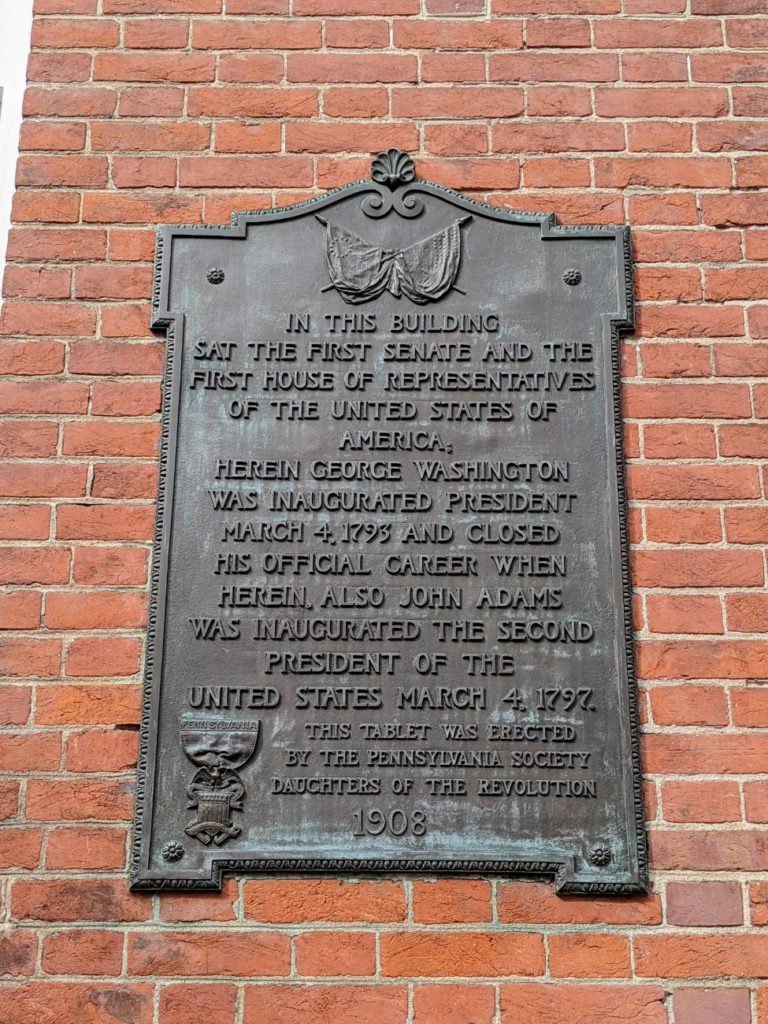 IN THIS BUILDING
SAT THE FIRST SENATE AND THE
FIRST HOUSE OF REPRESENTATIVES
OF THE UNITED STATES OF
AMERICA;
HEREIN GEORGE WASHINGTON
WAS INAUGURATED PRESIDENT
MARCH 4, 1793 AND CLOSED
HIS OFFICIAL CAREER WHEN
HEREIN, ALSO JOHN ADAMS
WAS INAUGURATED THE SECOND
PRESIDENT OF THE
UNITED STATES MARCH 4, 1797.
PENNSYLVANIA
THIS TABLET WAS ERECTED
BY THE PENNSYLVANIA SOCIETY
DAUGHTERS OF THE REVOLUTION
1908